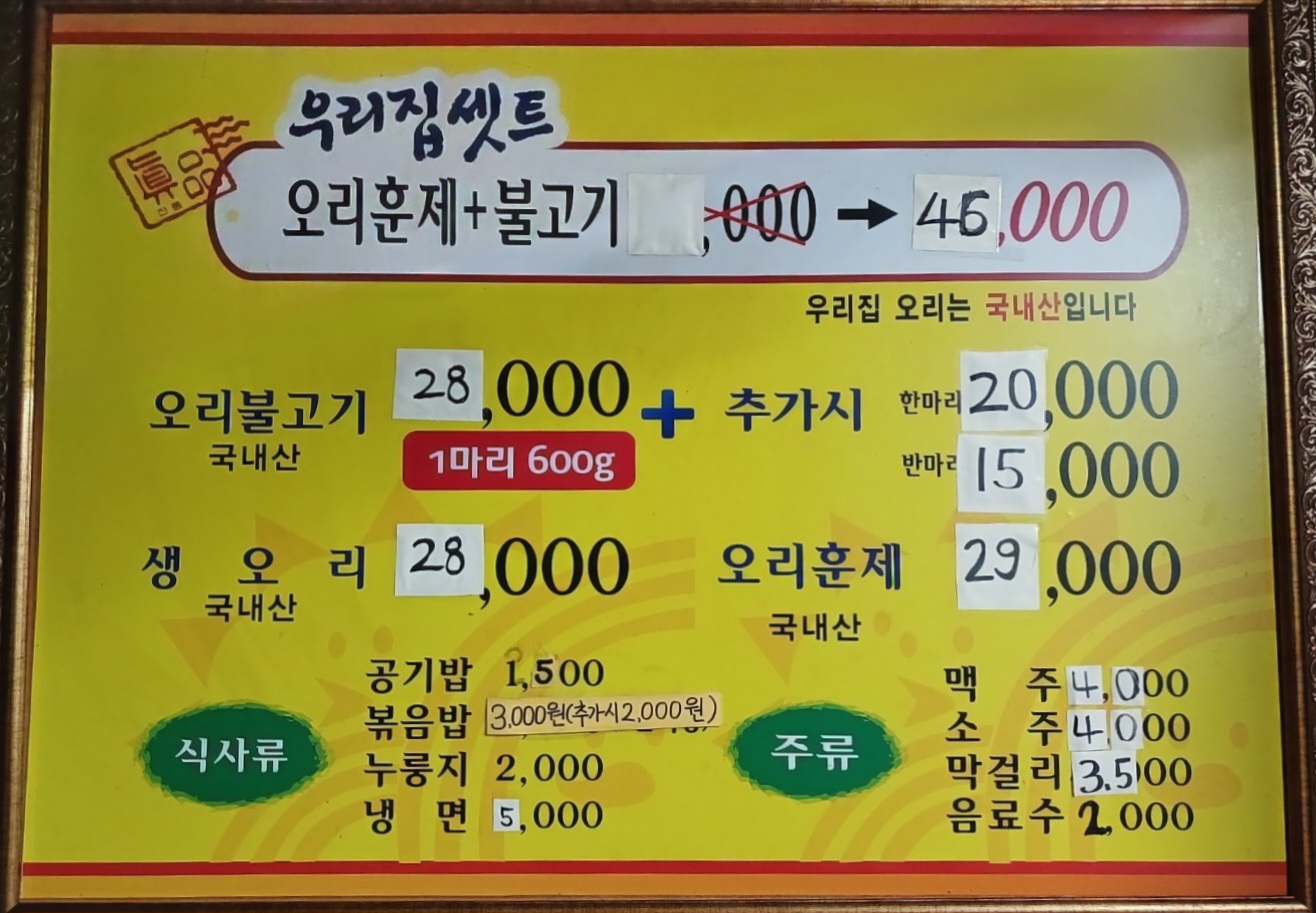 우리집셋트
眞品
진품
오리훈제+불고기 ,000 → 46,000
우리집 오리는 국내산입니다
오리불고기 28,000 + 추가시 한마리 20,000
국내산 1마리 600g 반마리 15,000
생 오 리 28,000 오리훈제 29,000
국내산 국내산
식사류
공기밥 1,500
볶음밥 3,000원(추가시2,000원)
누룽지 2,000
냉 면 5,000
주류
맥 주 4,000
소 주 4,000
막걸리 3.500
음료수 2,000